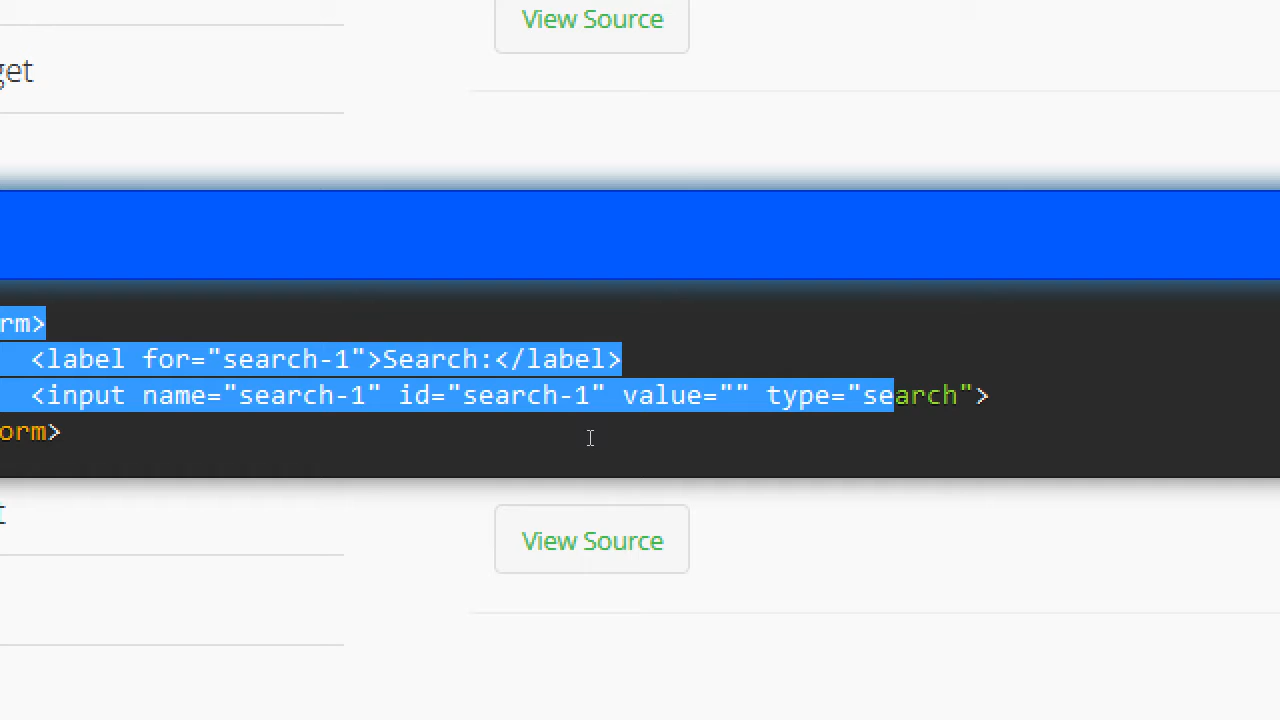 View Source
get
rm>
<label for="search-1">Search:</label>
<input name="search-1" id="search-1" value="" type="search">
orm>
t
View Source